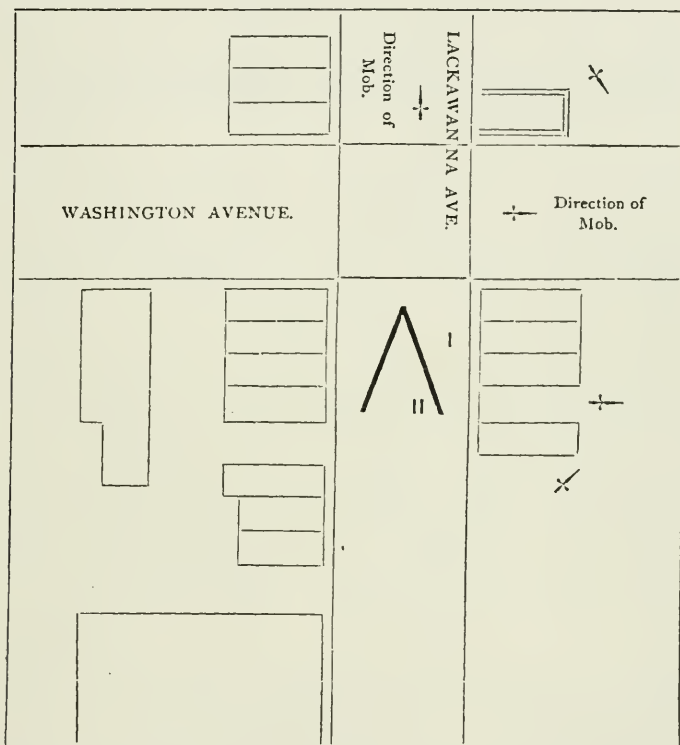 Direction of
Mob.
LACKAWANNA AVE.
WASHINGTON AVENUE.
Direction of
Mob.
I
II